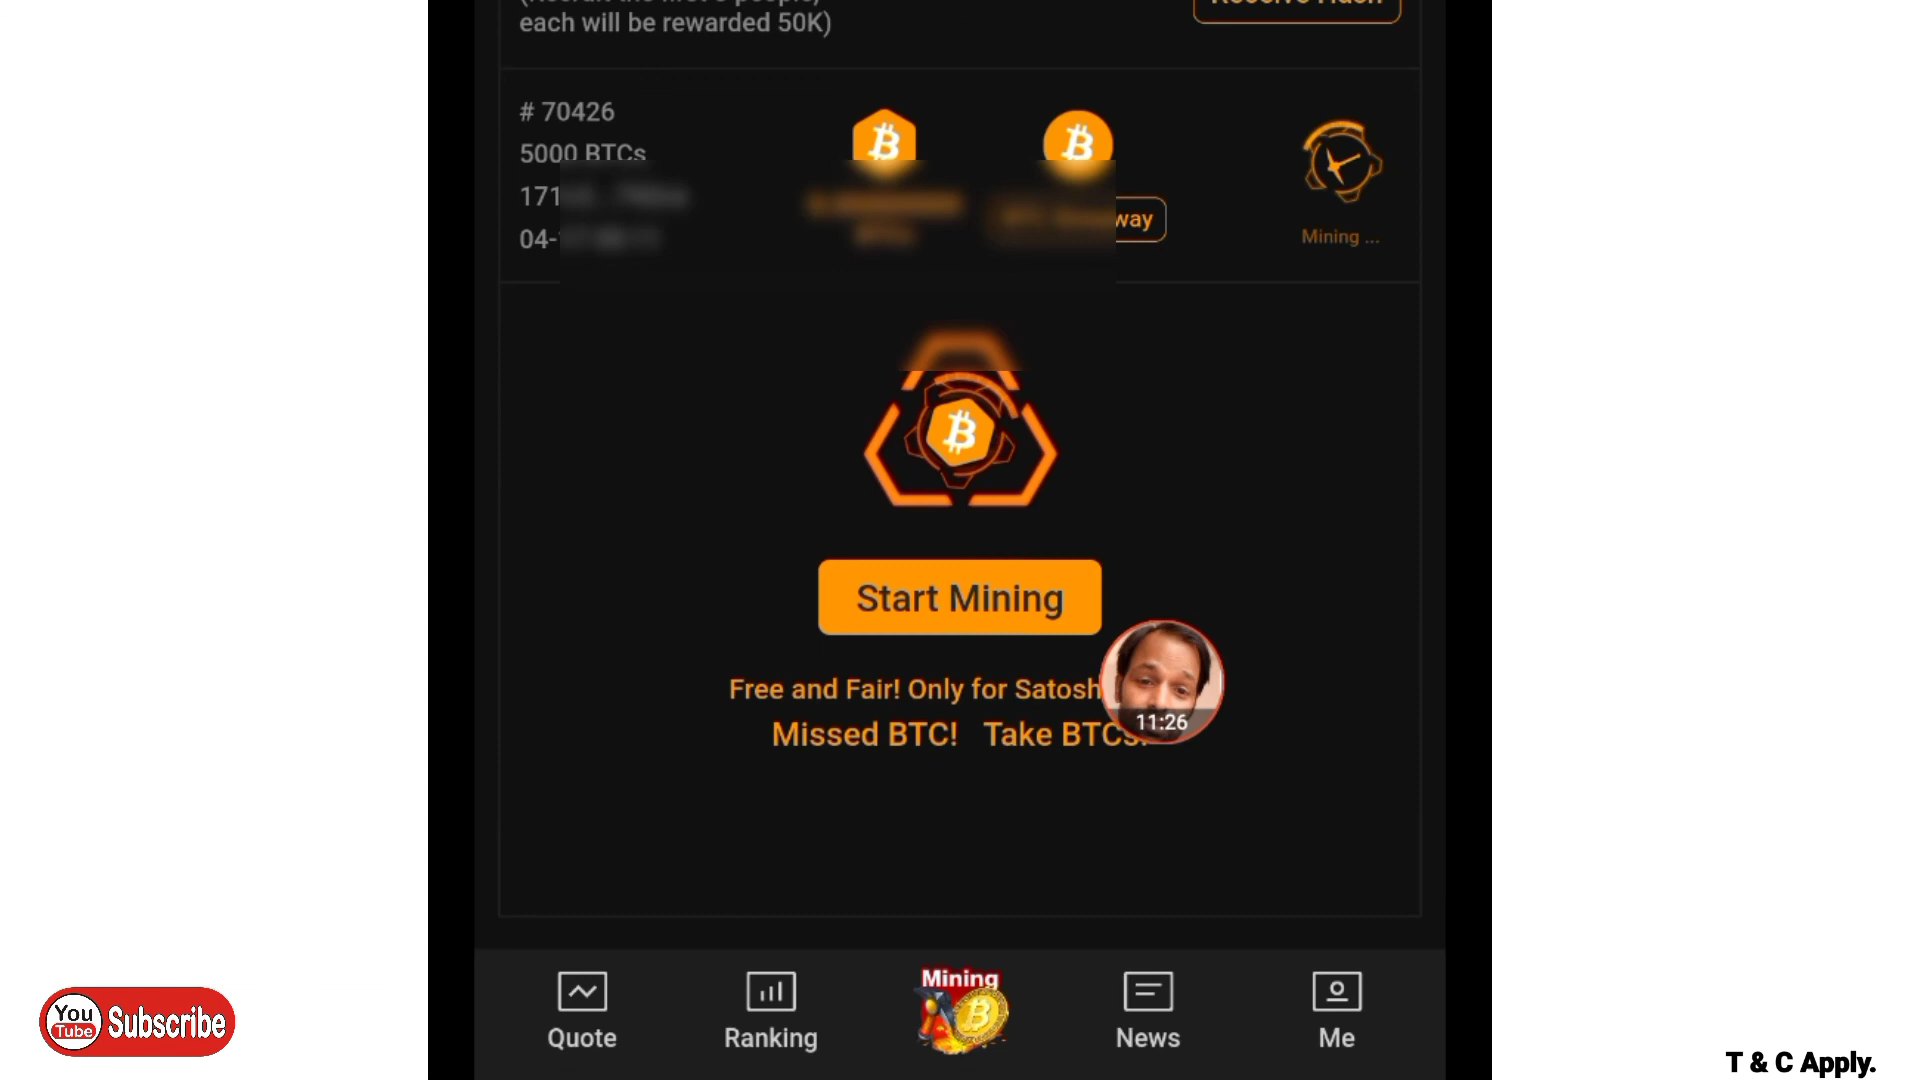 each will be rewarded 50K)
# 70426
5000 BTCs
171
04-
way
Mining ...
Start Mining
Free and Fair! Only for Satosh
Missed BTC! Take BTCs!
11:26
Mining
Quote
Ranking
News
Me
You
Tube
Subscribe
T & C Apply.